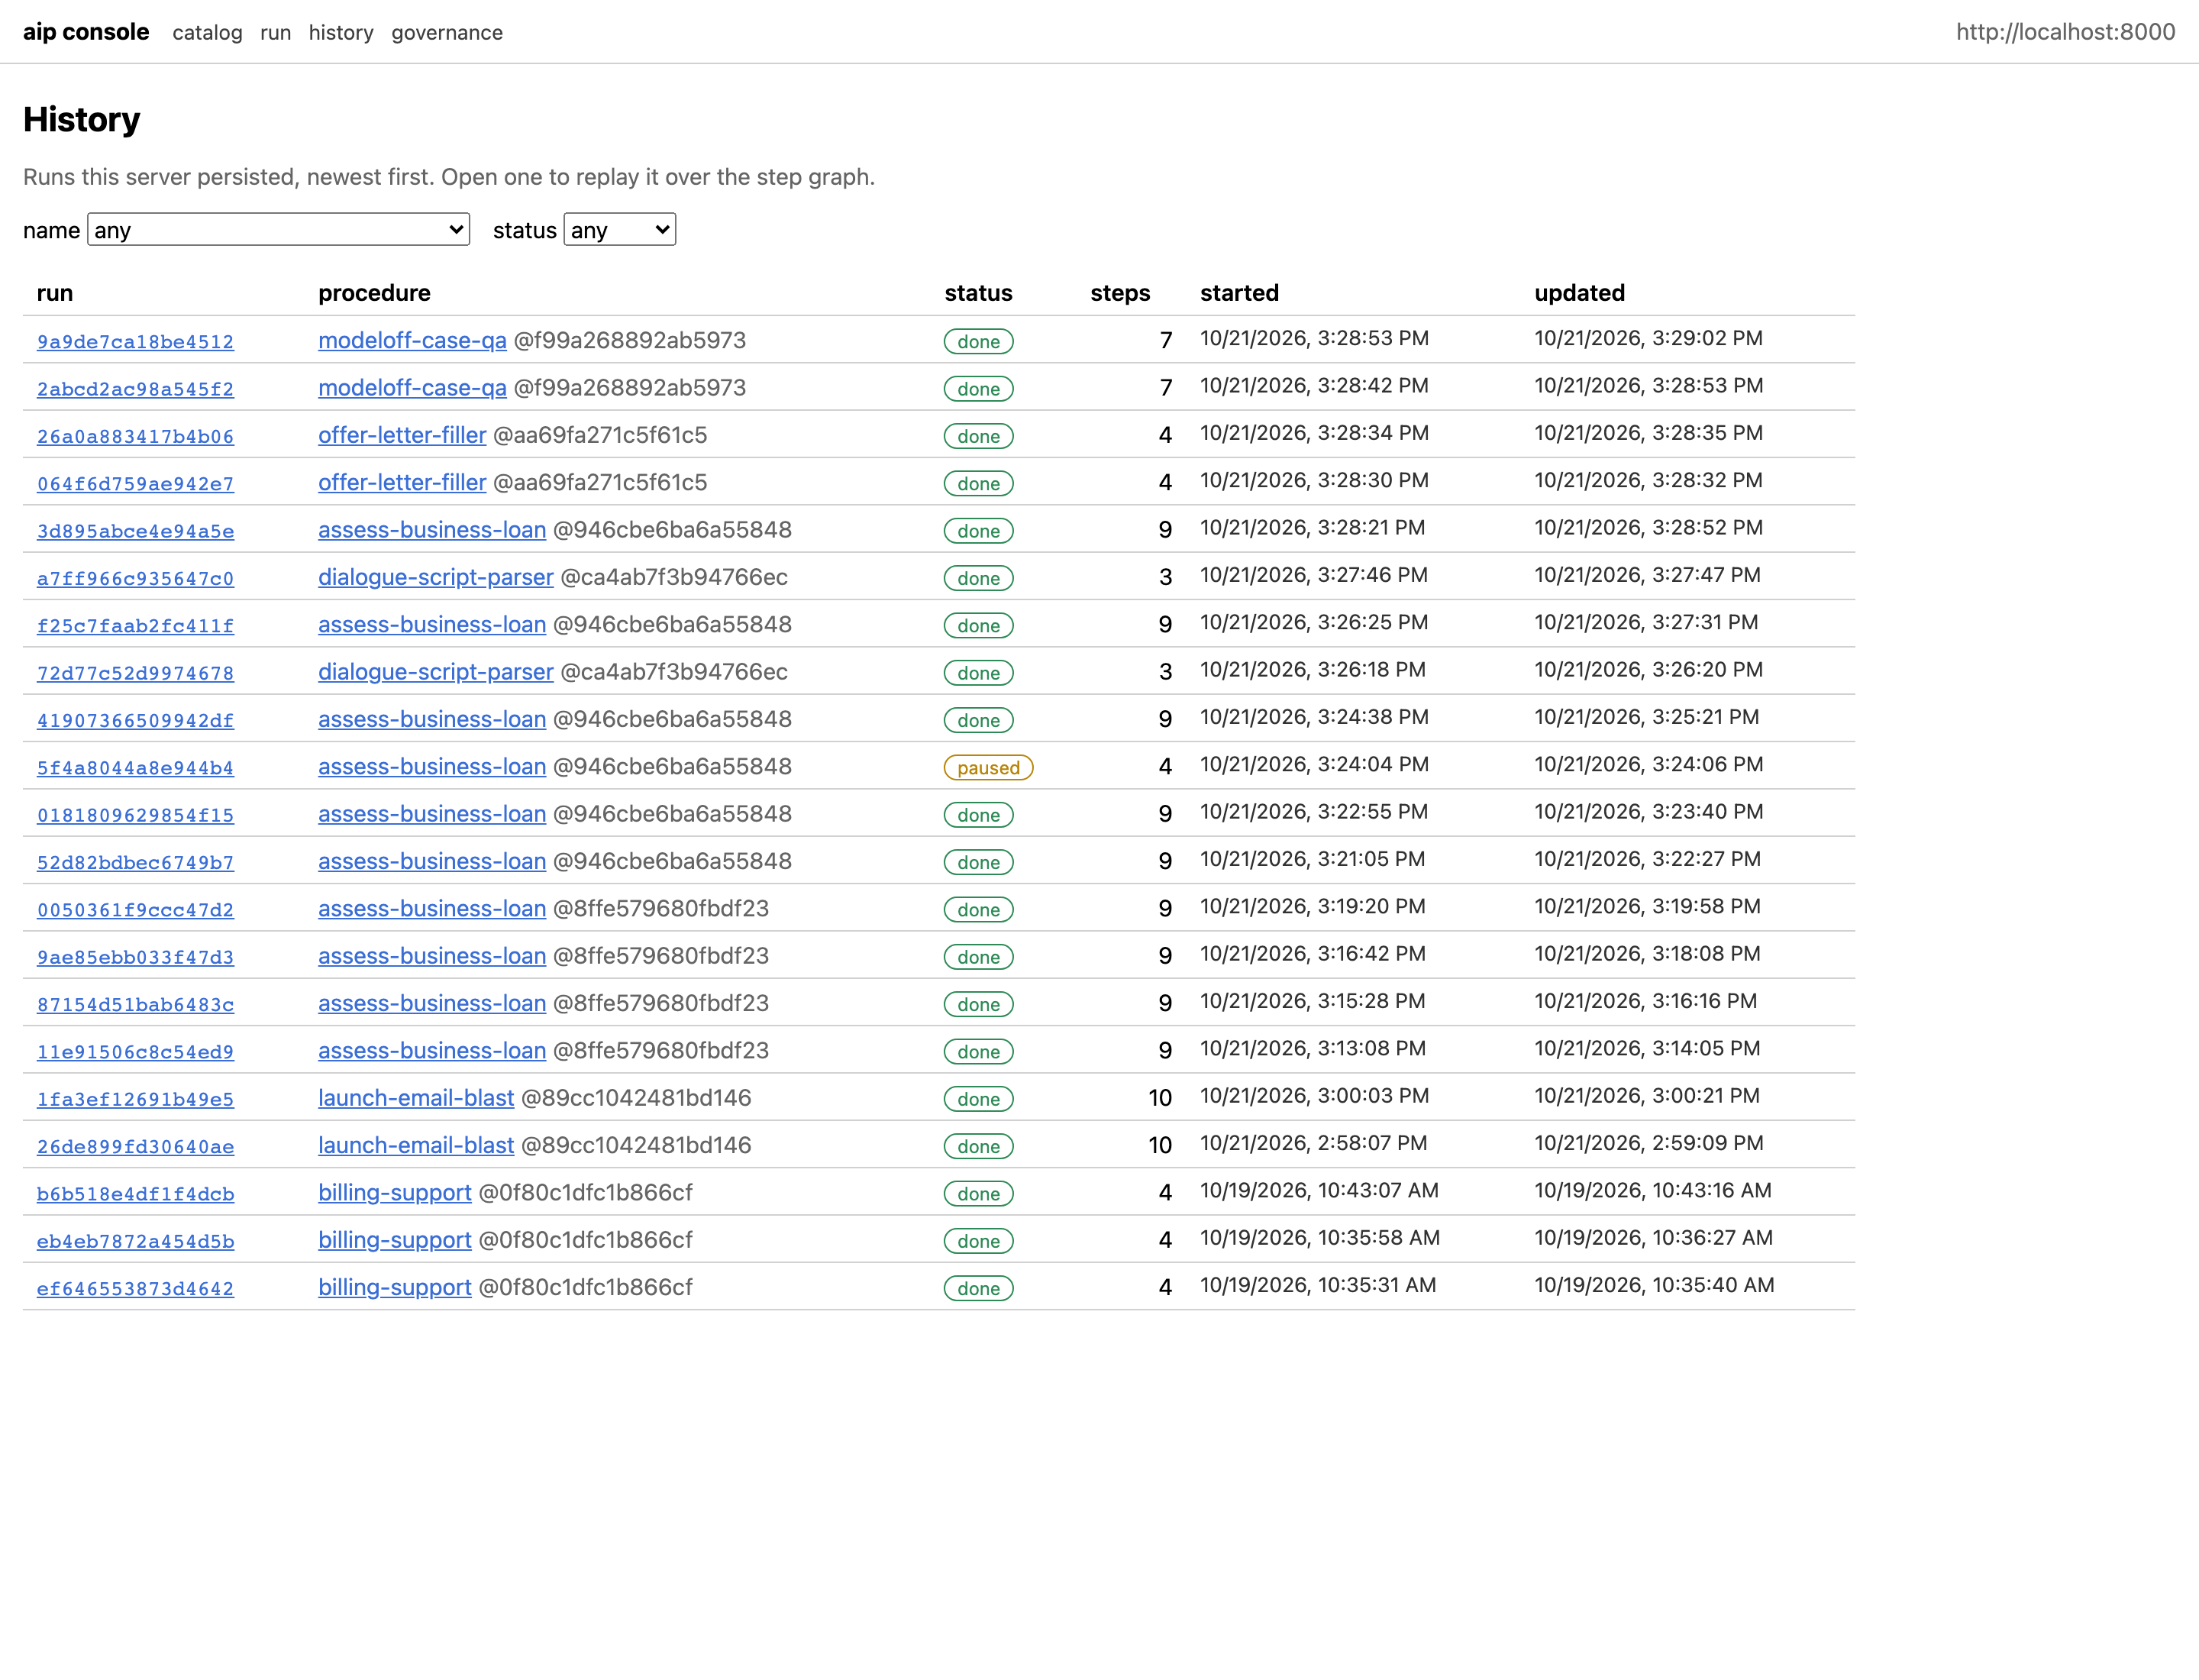 aip console catalog run history governance http://localhost:8000
History
Runs this server persisted, newest first. Open one to replay it over the step graph.
name any status any
run procedure status steps started updated
9a9de7ca18be4512 modeloff-case-qa @f99a268892ab5973 done 7 10/21/2026, 3:28:53 PM 10/21/2026, 3:29:02 PM
2abcd2ac98a545f2 modeloff-case-qa @f99a268892ab5973 done 7 10/21/2026, 3:28:42 PM 10/21/2026, 3:28:53 PM
26a0a883417b4b06 offer-letter-filler @aa69fa271c5f61c5 done 4 10/21/2026, 3:28:34 PM 10/21/2026, 3:28:35 PM
064f6d759ae942e7 offer-letter-filler @aa69fa271c5f61c5 done 4 10/21/2026, 3:28:30 PM 10/21/2026, 3:28:32 PM
3d895abce4e94a5e assess-business-loan @946cbe6ba6a55848 done 9 10/21/2026, 3:28:21 PM 10/21/2026, 3:28:52 PM
a7ff966c935647c0 dialogue-script-parser @ca4ab7f3b94766ec done 3 10/21/2026, 3:27:46 PM 10/21/2026, 3:27:47 PM
f25c7faab2fc411f assess-business-loan @946cbe6ba6a55848 done 9 10/21/2026, 3:26:25 PM 10/21/2026, 3:27:31 PM
72d77c52d9974678 dialogue-script-parser @ca4ab7f3b94766ec done 3 10/21/2026, 3:26:18 PM 10/21/2026, 3:26:20 PM
41907366509942df assess-business-loan @946cbe6ba6a55848 done 9 10/21/2026, 3:24:38 PM 10/21/2026, 3:25:21 PM
5f4a8044a8e944b4 assess-business-loan @946cbe6ba6a55848 paused 4 10/21/2026, 3:24:04 PM 10/21/2026, 3:24:06 PM
0181809629854f15 assess-business-loan @946cbe6ba6a55848 done 9 10/21/2026, 3:22:55 PM 10/21/2026, 3:23:40 PM
52d82bdbec6749b7 assess-business-loan @946cbe6ba6a55848 done 9 10/21/2026, 3:21:05 PM 10/21/2026, 3:22:27 PM
0050361f9ccc47d2 assess-business-loan @8ffe579680fbdf23 done 9 10/21/2026, 3:19:20 PM 10/21/2026, 3:19:58 PM
9ae85ebb033f47d3 assess-business-loan @8ffe579680fbdf23 done 9 10/21/2026, 3:16:42 PM 10/21/2026, 3:18:08 PM
87154d51bab6483c assess-business-loan @8ffe579680fbdf23 done 9 10/21/2026, 3:15:28 PM 10/21/2026, 3:16:16 PM
11e91506c8c54ed9 assess-business-loan @8ffe579680fbdf23 done 9 10/21/2026, 3:13:08 PM 10/21/2026, 3:14:05 PM
1fa3ef12691b49e5 launch-email-blast @89cc1042481bd146 done 10 10/21/2026, 3:00:03 PM 10/21/2026, 3:00:21 PM
26de899fd30640ae launch-email-blast @89cc1042481bd146 done 10 10/21/2026, 2:58:07 PM 10/21/2026, 2:59:09 PM
b6b518e4df1f4dcb billing-support @0f80c1dfc1b866cf done 4 10/19/2026, 10:43:07 AM 10/19/2026, 10:43:16 AM
eb4eb7872a454d5b billing-support @0f80c1dfc1b866cf done 4 10/19/2026, 10:35:58 AM 10/19/2026, 10:36:27 AM
ef646553873d4642 billing-support @0f80c1dfc1b866cf done 4 10/19/2026, 10:35:31 AM 10/19/2026, 10:35:40 AM